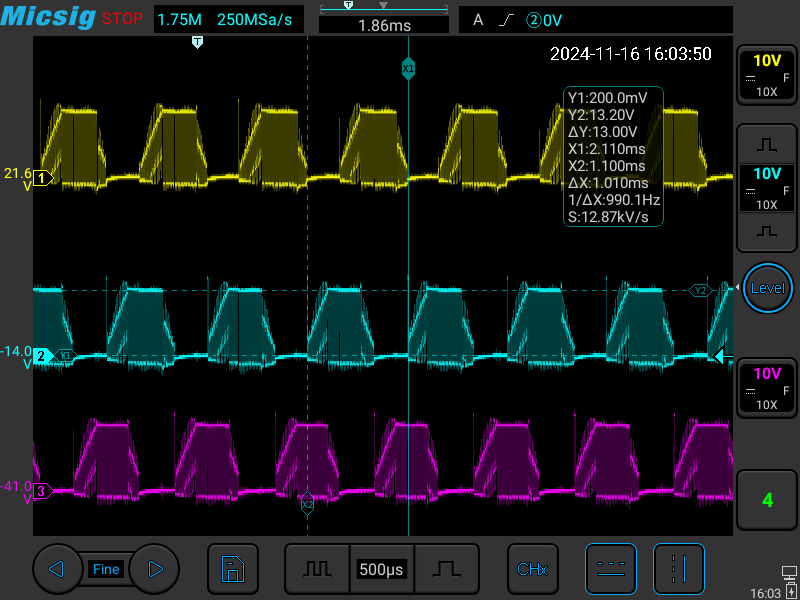 Micsig STOP 1.75M 250MSa/s T 1.86ms A ②0V
T
2024-11-16 16:03:50
X1
10V
F
10X
Y1:200.0mV
Y2:13.20V
ΔY:13.00V
X1:2.110ms
X2:1.100ms
ΔX:1.010ms
1/ΔX:990.1Hz
S:12.87kV/s
21.6
V
1
10V
F
10X
Y2
Level
-14.0
V
2
Y1
10V
F
10X
-41.0
V
3
X2
4
Fine
500µs
CHx
16:03